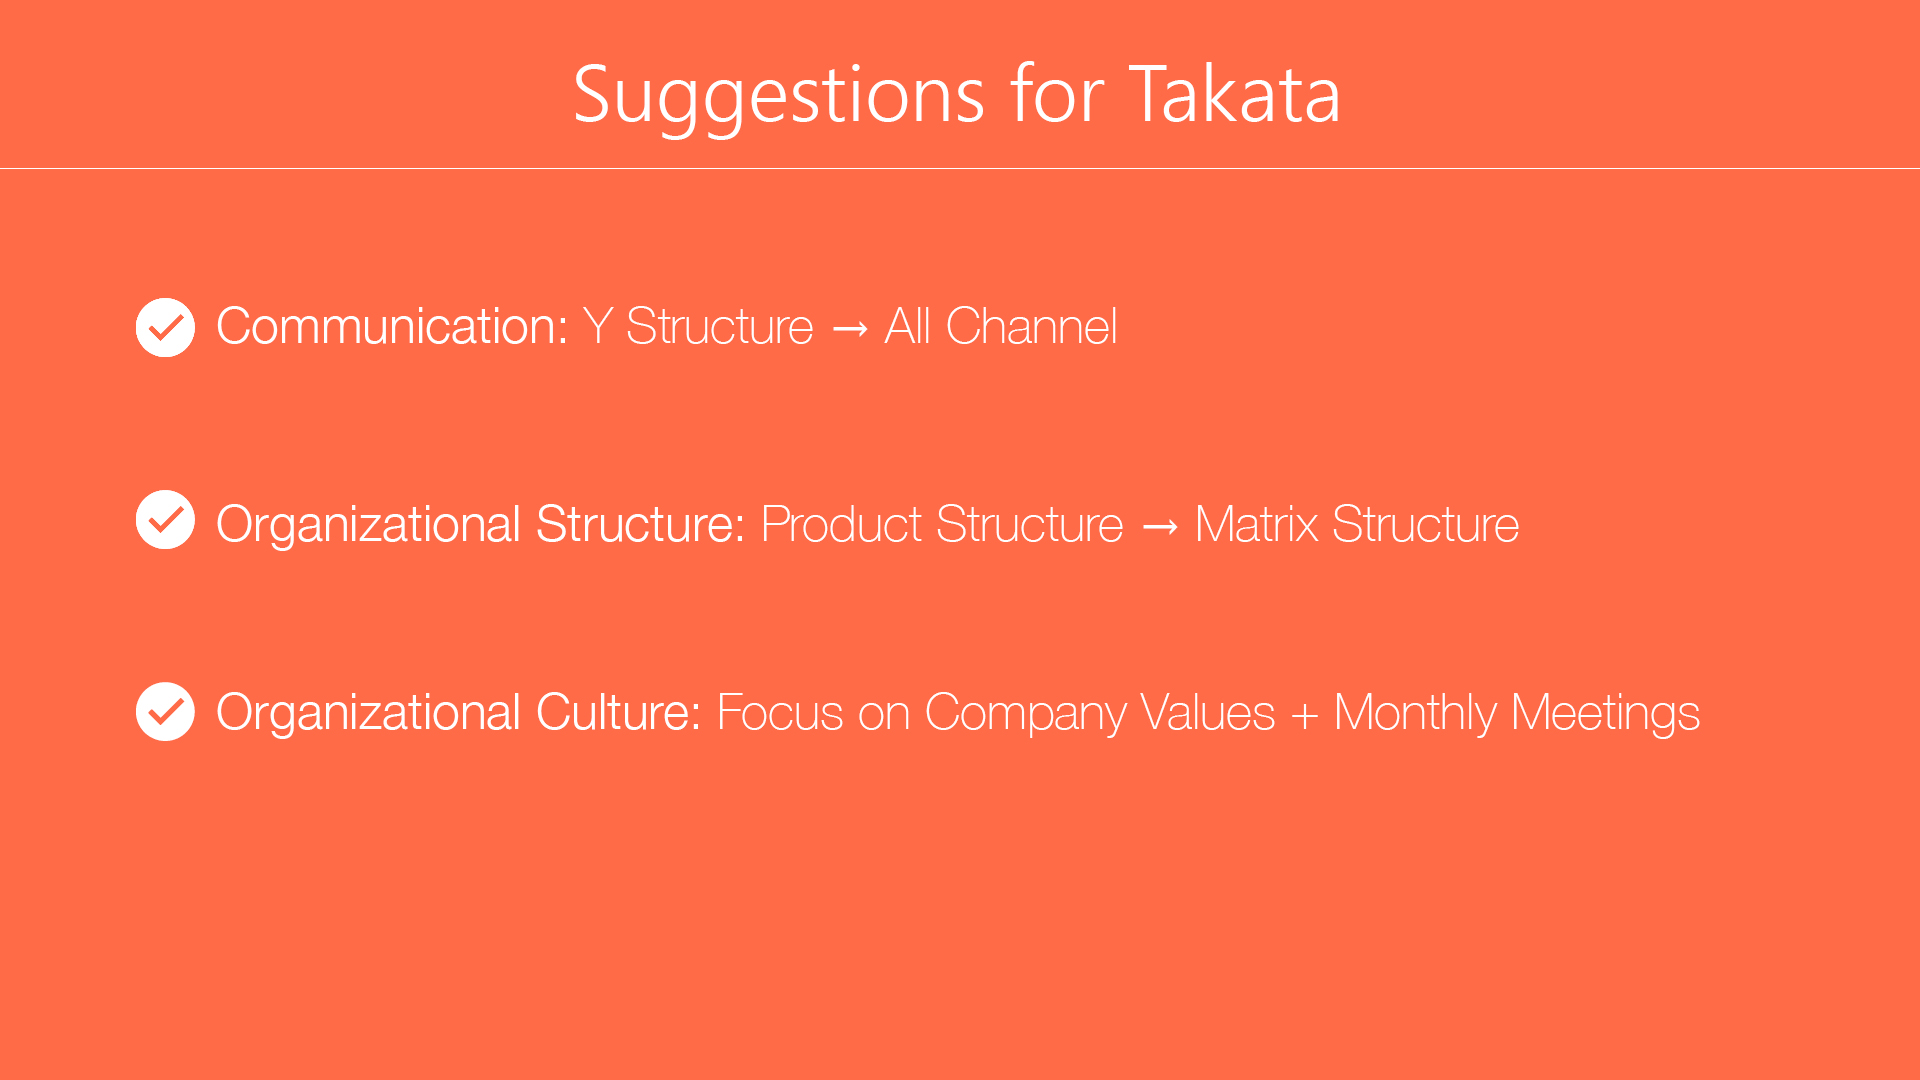 Suggestions for Takata
Communication: Y Structure → All Channel
Organizational Structure: Product Structure → Matrix Structure
Organizational Culture: Focus on Company Values + Monthly Meetings